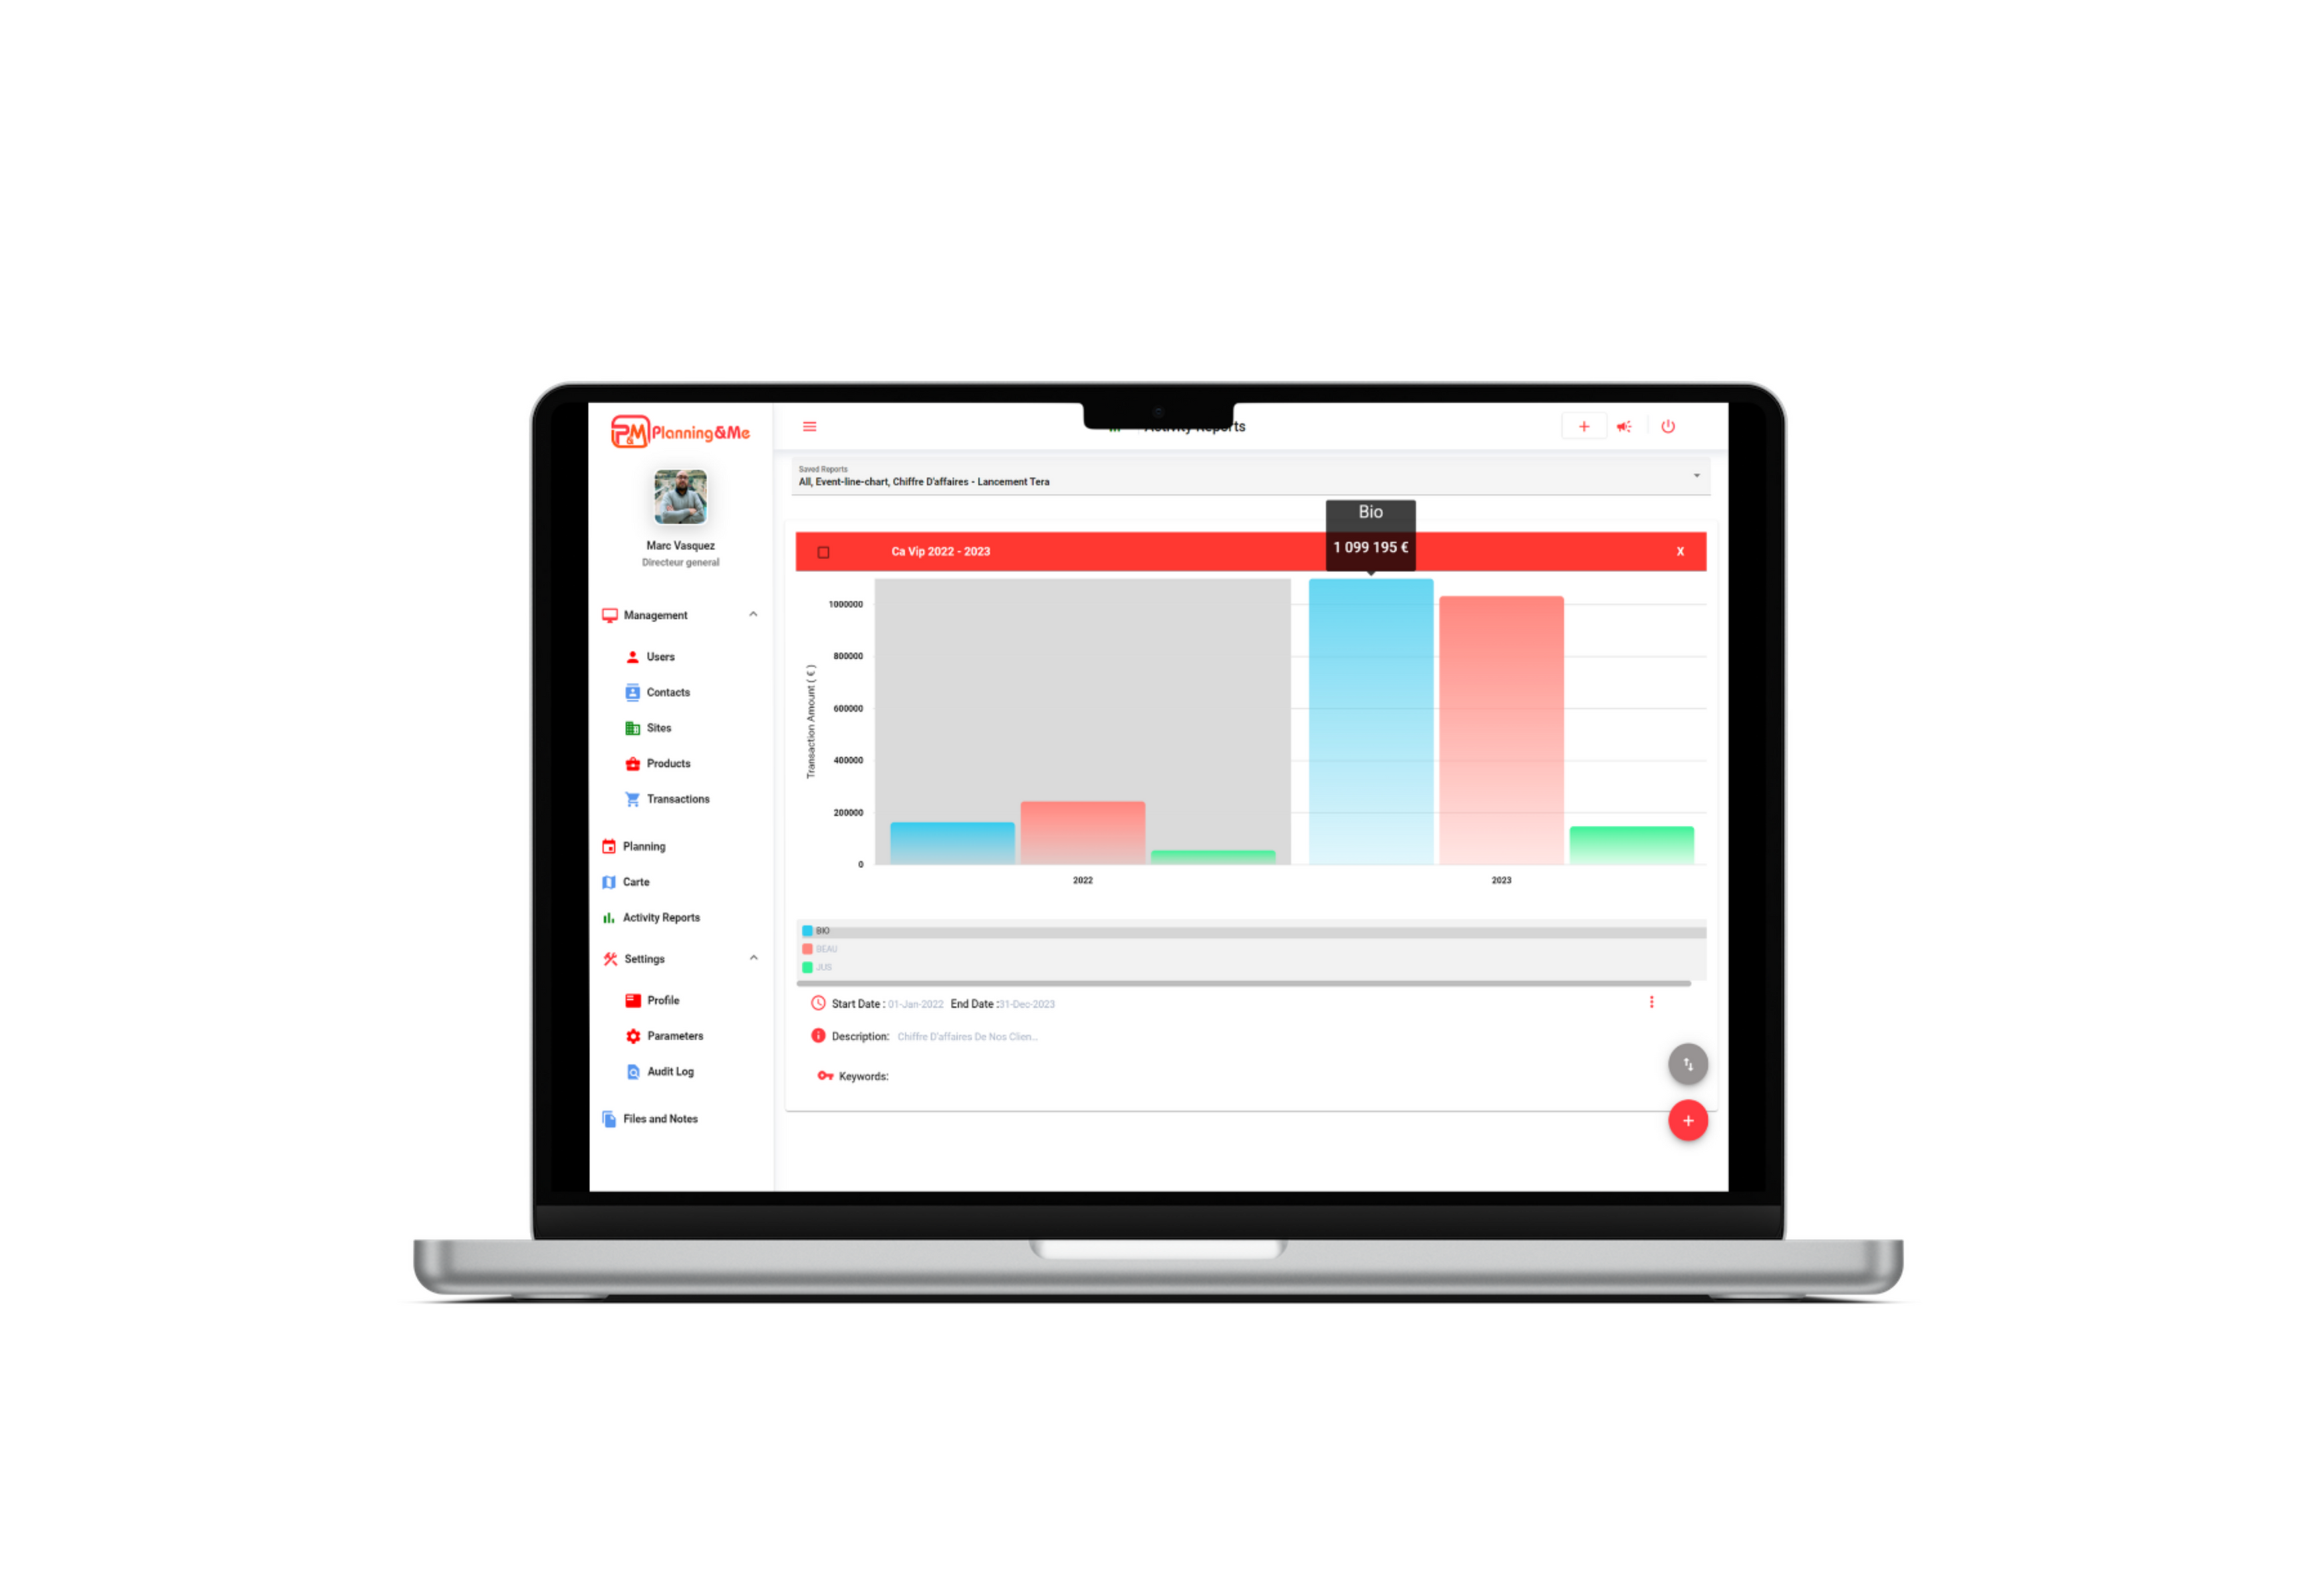 P&M Planning&Me
Activity Reports
Marc Vasquez
Directeur general
Management
Users
Contacts
Sites
Products
Transactions
Planning
Carte
Activity Reports
Settings
Profile
Parameters
Audit Log
Files and Notes
Saved Reports
All, Event-line-chart, Chiffre D'affaires - Lancement Tera
Bio
1 099 195 €
Ca Vip 2022 - 2023
X
Transaction Amount ( € )
1000000
800000
600000
400000
200000
0
2022
2023
BIO
BEAU
JUS
Start Date : 01-Jan-2022 End Date :31-Dec-2023
Description: Chiffre D'affaires De Nos Clien...
Keywords: